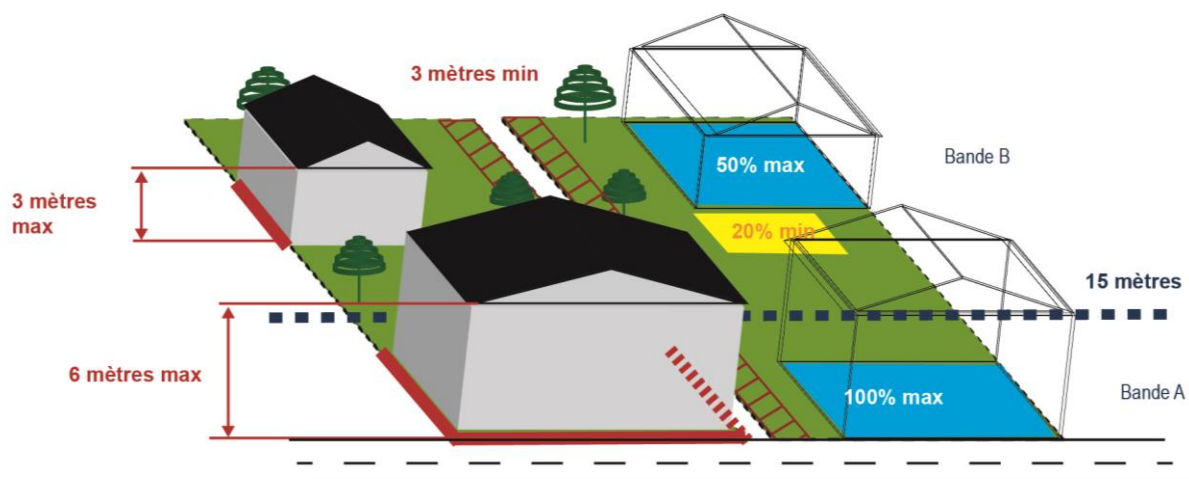 3 mètres min
Bande B
50% max
3 mètres
max
20% min
15 mètres
6 mètres max
Bande A
100% max